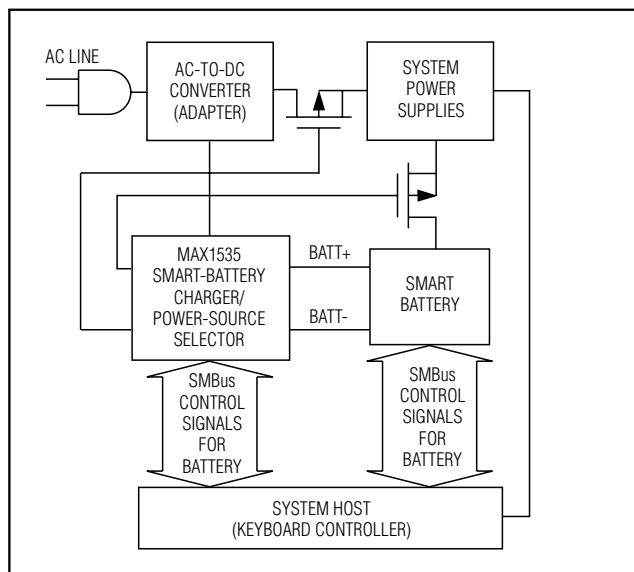 AC LINE
AC-TO-DC
CONVERTER
(ADAPTER)
SYSTEM
POWER
SUPPLIES
MAX1535
SMART-BATTERY
CHARGER/
POWER-SOURCE
SELECTOR
BATT+
BATT-
SMART
BATTERY
SMBus
CONTROL
SIGNALS
FOR
BATTERY
SMBus
CONTROL
SIGNALS
FOR
BATTERY
SYSTEM HOST
(KEYBOARD CONTROLLER)